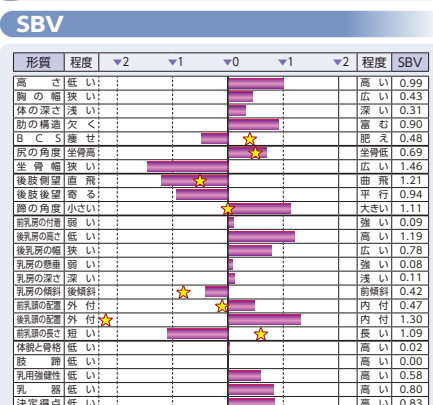 SBV
形質 程度 ▼2 ▼1 ▼0 ▼1 ▼2 程度 SBV
高さ 低い 高い 0.99
胸の幅 狭い 広い 0.43
体の深さ 浅い 深い 0.31
肋の構造 欠く 富む 0.90
BCS 痩せ 肥え 0.48
尻の角度 坐骨高 坐骨低 0.69
坐骨幅 狭い 広い 1.46
後肢側望 直飛 曲飛 1.21
後肢後望 寄る 平行 0.94
蹄の角度 小さい 大きい 1.11
前乳房の付着 弱い 強い 0.09
後乳房の高さ 低い 高い 1.19
後乳房の幅 狭い 広い 0.78
乳房の懸垂 弱い 強い 0.08
乳房の深さ 深い 浅い 0.11
乳房の傾斜 後傾斜 前傾斜 0.42
前乳頭の配置 外付 内付 0.47
後乳頭の配置 外付 内付 1.30
前乳頭の長さ 短い 長い 1.09
体貌と骨格 低い 高い 0.02
肢蹄 低い 高い 0.00
乳用強健性 低い 高い 0.58
乳器 低い 高い 0.80
決定得点 低い 高い 0.83